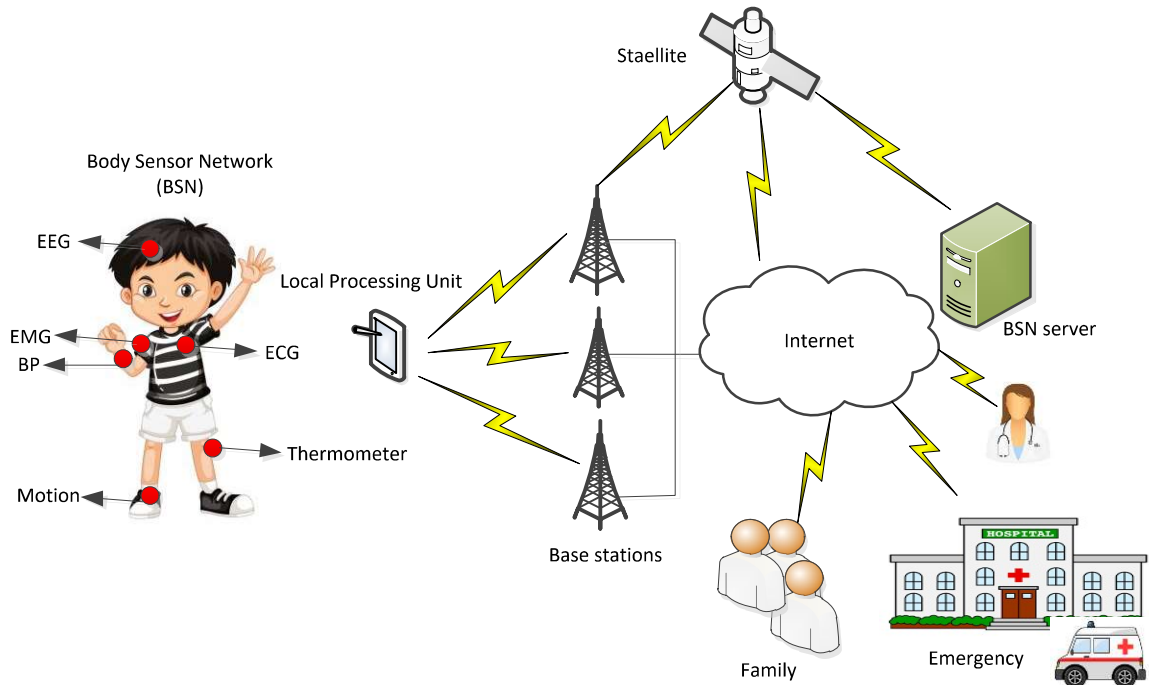 Staellite
Body Sensor Network
(BSN)
EEG
Local Processing Unit
EMG
BP
ECG
Thermometer
Motion
Base stations
Internet
BSN server
Family
HOSPITAL
Emergency